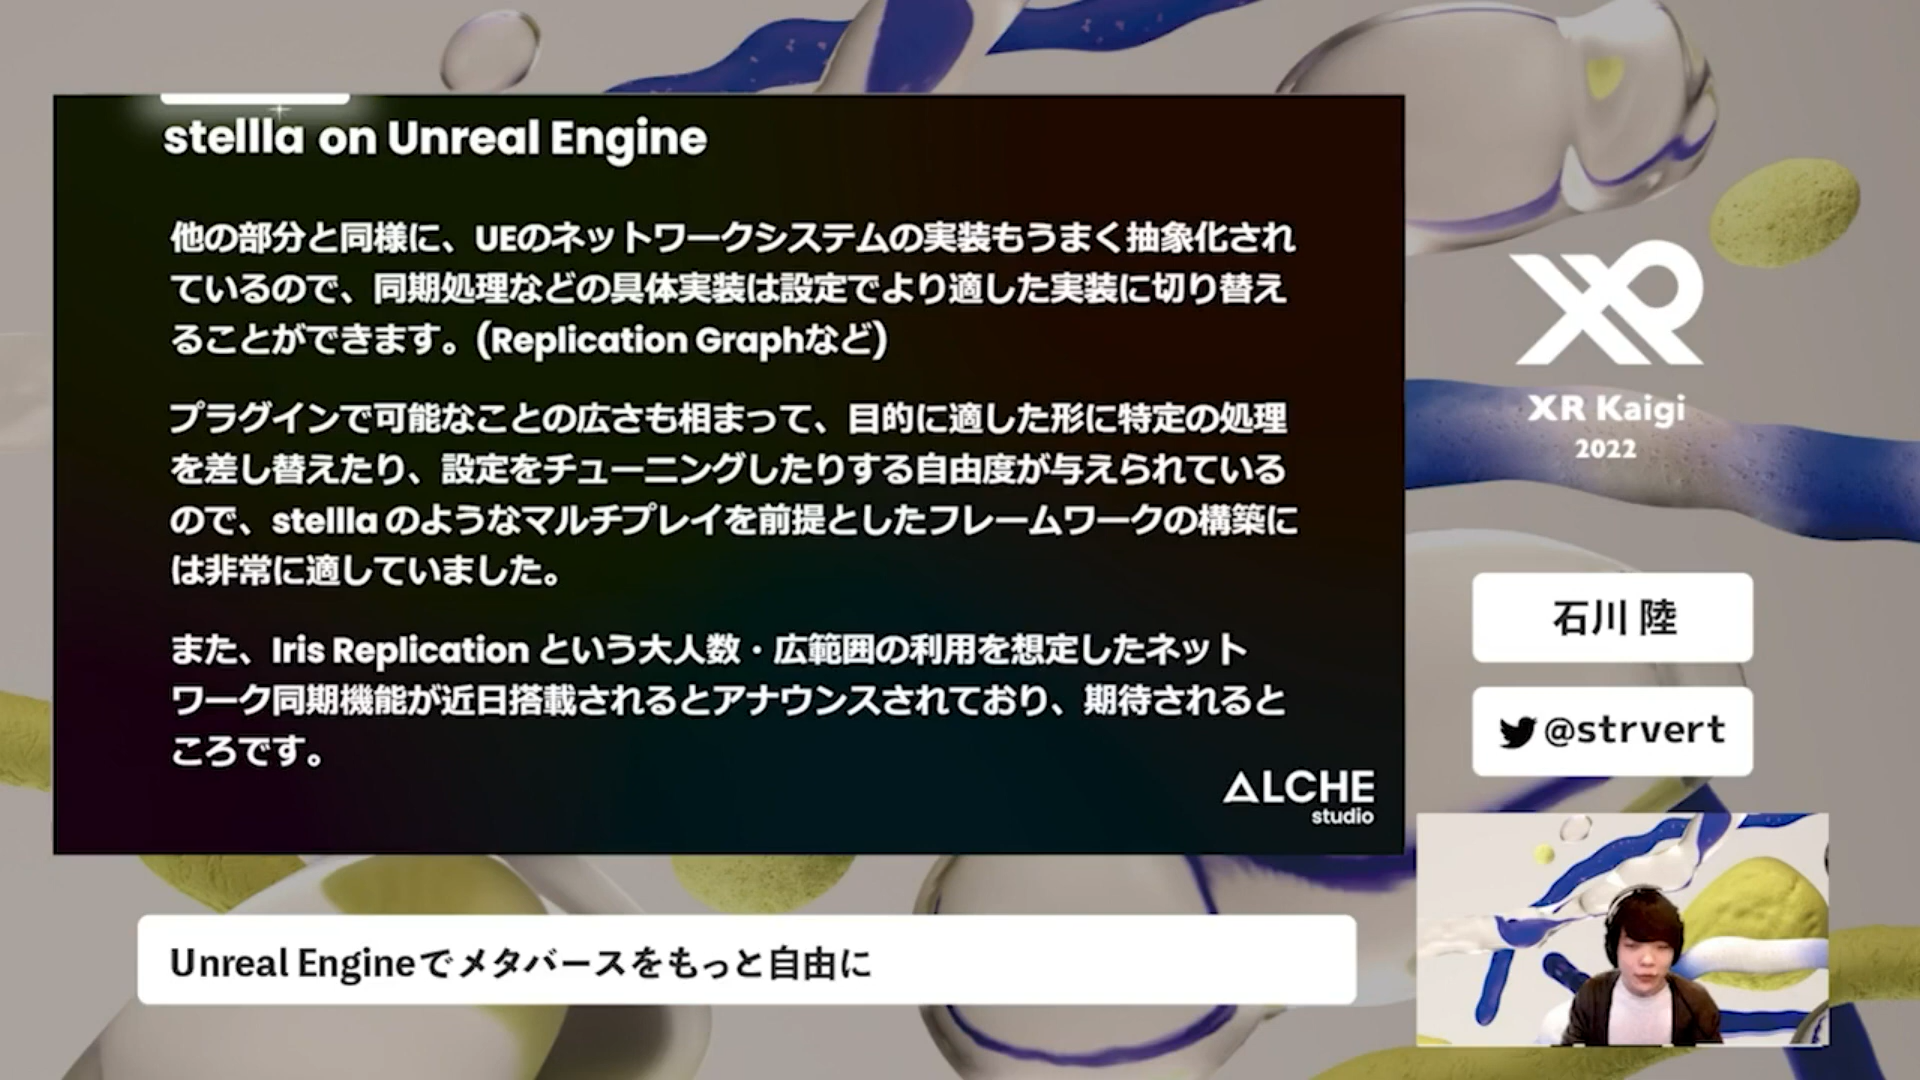 stellla on Unreal Engine
他の部分と同様に、UEのネットワークシステムの実装もうまく抽象化され
ているので、同期処理などの具体実装は設定でより適した実装に切り替え
ることができます。(Replication Graphなど)
プラグインで可能なことの広さも相まって、目的に適した形に特定の処理
を差し替えたり、設定をチューニングしたりする自由度が与えられている
ので、stellla のようなマルチプレイを前提としたフレームワークの構築に
は非常に適していました。
また、Iris Replication という大人数・広範囲の利用を想定したネット
ワーク同期機能が近日搭載されるとアナウンスされており、期待されると
ころです。
ALCHE
studio
XR
XR Kaigi
2022
石川 陸
@strvert
Unreal Engineでメタバースをもっと自由に